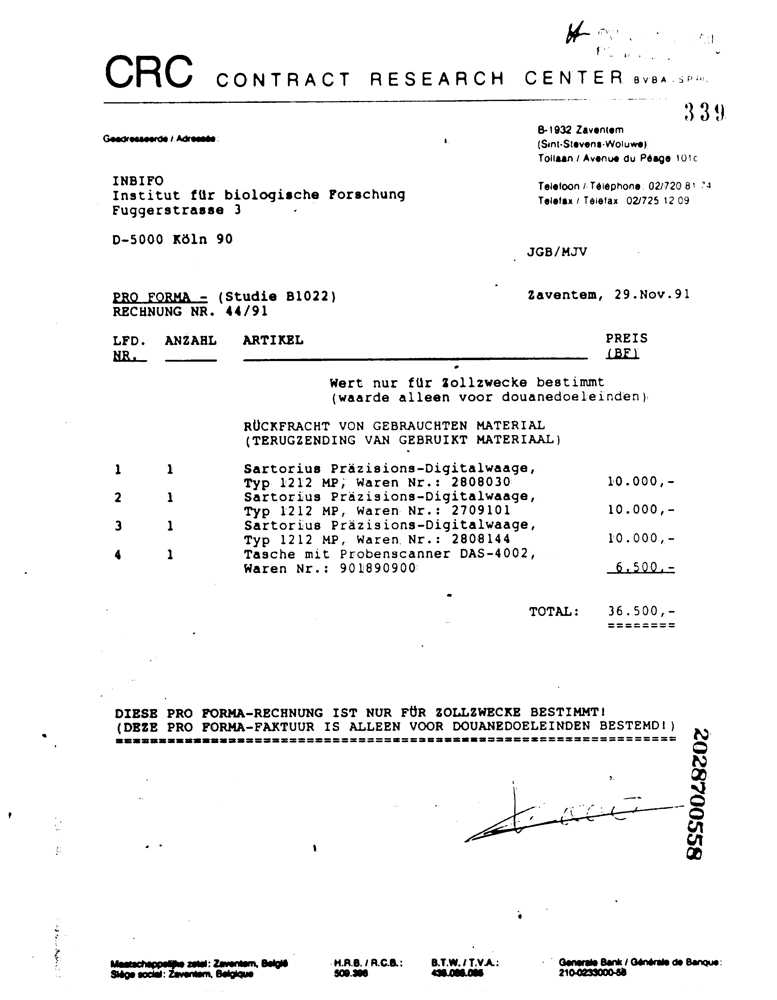 CRC CONTRACT RESEARCH CENTER BVBA
339
Geadresseerde / Adressée:
B-1932 Zaventem
(Sint-Stevens-Woluwe)
Tollaan / Avenue du Péage 101c
INBIFO
Institut für biologische Forschung
Fuggerstrasse 3
Telefoon / Téléphone 02/720 81
Telefax / Téléfax 02/725 12 09
D-5000 Köln 90
JGB/MJV
PRO FORMA - (Studie B1022) Zaventem, 29.Nov.91
RECHNUNG NR. 44/91
LFD. ANZAHL ARTIKEL PREIS
NR. (BF)
Wert nur für Zollzwecke bestimmt
(waarde alleen voor douanedoeleinden)
RÜCKFRACHT VON GEBRAUCHTEN MATERIAL
(TERUGZENDING VAN GEBRUIKT MATERIAAL)
1 1 Sartorius Präzisions-Digitalwaage,
Typ 1212 MP, Waren Nr.: 2808030 10.000,-
2 1 Sartorius Präzisions-Digitalwaage,
Typ 1212 MP, Waren Nr.: 2709101 10.000,-
3 1 Sartorius Präzisions-Digitalwaage,
Typ 1212 MP, Waren Nr.: 2808144 10.000,-
4 1 Tasche mit Probenscanner DAS-4002,
Waren Nr.: 901890900 6.500,-
TOTAL: 36.500,-
========
DIESE PRO FORMA-RECHNUNG IST NUR FÜR ZOLLZWECKE BESTIMMT!
(DEZE PRO FORMA-FAKTUUR IS ALLEEN VOOR DOUANEDOELEINDEN BESTEMD!)
2028700558
Maatschappelijke zetel: Zaventem, België H.R.B. / R.C.B.: B.T.W. / T.V.A.: Generale Bank / Générale de Banque:
Siège social: Zaventem, Belgique 509.396 436.086.086 210-0233000-58